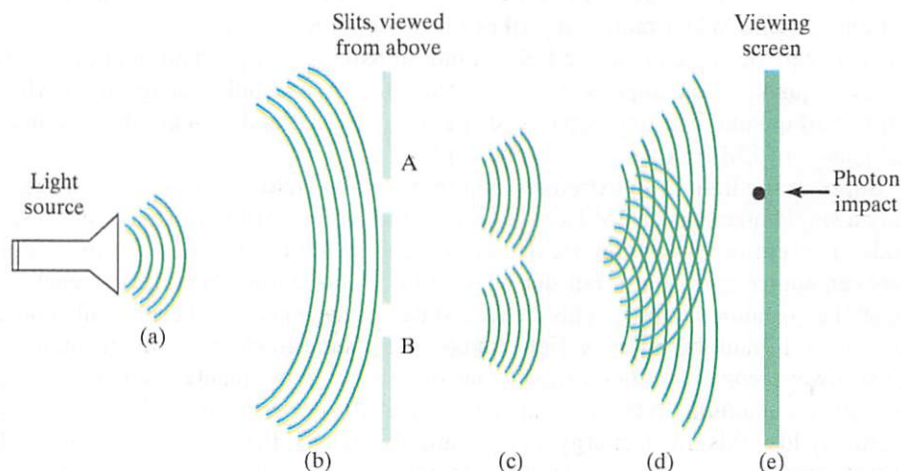 Slits, viewed
from above
Viewing
screen
Light
source
A
Photon
impact
B
(a)
(b)
(c)
(d)
(e)